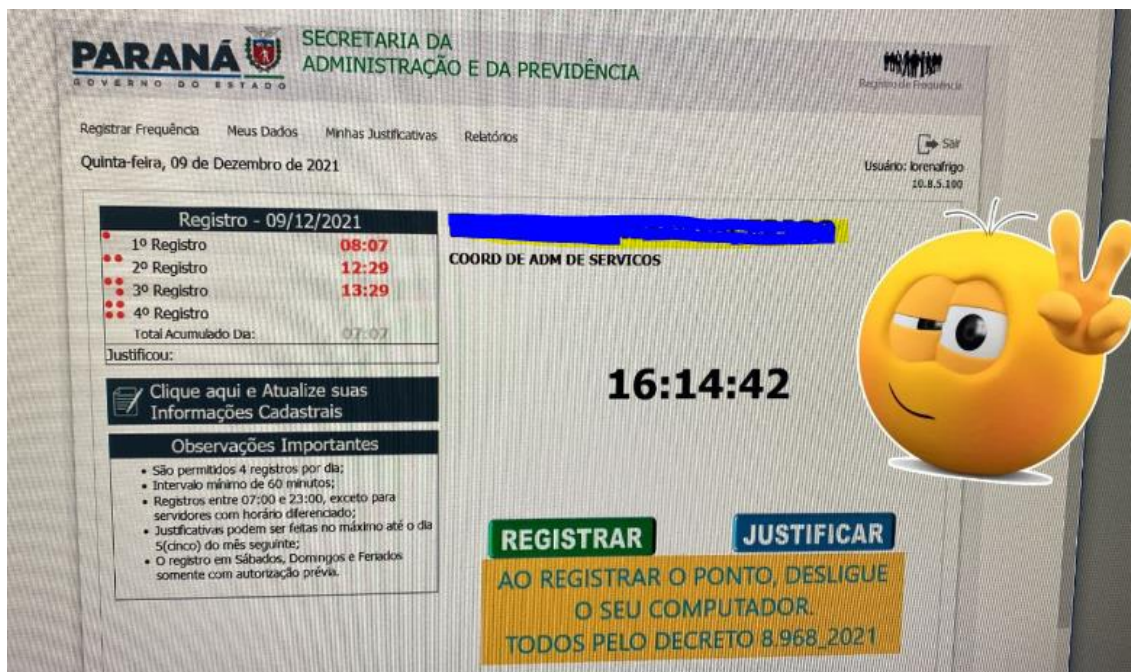 PARANÁ
GOVERNO DO ESTADO
SECRETARIA DA
ADMINISTRAÇÃO E DA PREVIDÊNCIA
Registro de Frequência
Registrar Frequência Meus Dados Minhas Justificativas Relatórios
Sair
Quinta-feira, 09 de Dezembro de 2021
Usuário: lorenafrigo
10.8.5.100
Registro - 09/12/2021
1º Registro 08:07
2º Registro 12:29
3º Registro 13:29
4º Registro
Total Acumulado Dia: 07:07
Justificou:
COORD DE ADM DE SERVICOS
16:14:42
Clique aqui e Atualize suas
Informações Cadastrais
Observações Importantes
• São permitidos 4 registros por dia;
• Intervalo mínimo de 60 minutos;
• Registros entre 07:00 e 23:00, exceto para
servidores com horário diferenciado;
• Justificativas podem ser feitas no máximo até o dia
5(cinco) do mês seguinte;
• O registro em Sábados, Domingos e Feriados
somente com autorização prévia.
REGISTRAR JUSTIFICAR
AO REGISTRAR O PONTO, DESLIGUE
O SEU COMPUTADOR.
TODOS PELO DECRETO 8.968_2021